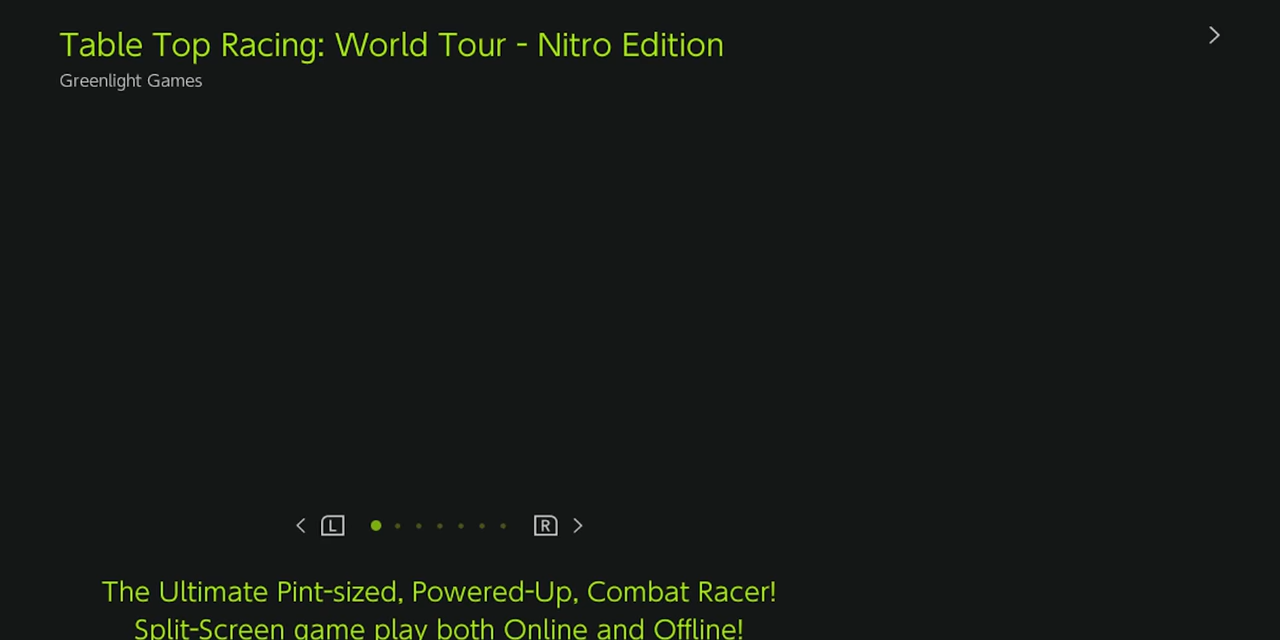 Table Top Racing: World Tour - Nitro Edition
Greenlight Games
L
R
The Ultimate Pint-sized, Powered-Up, Combat Racer!
Split-Screen game play both Online and Offline!